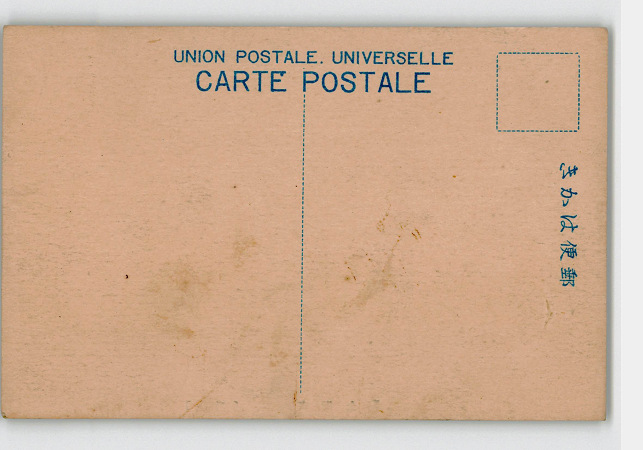 UNION POSTALE. UNIVERSELLE
CARTE POSTALE
郵便はかき